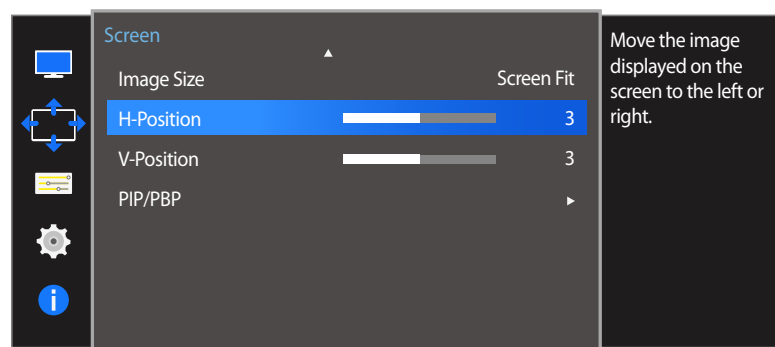 Screen
Image Size Screen Fit
H-Position 3
V-Position 3
PIP/PBP
Move the image
displayed on the
screen to the left or
right.